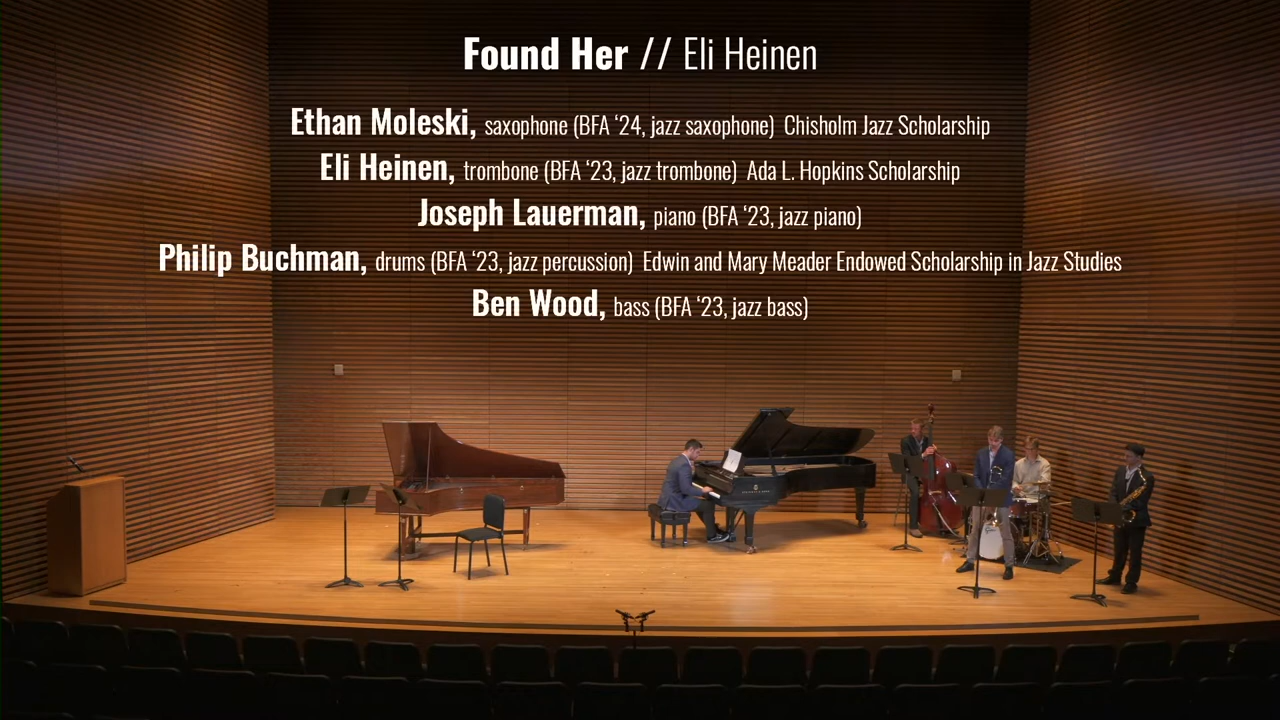 Found Her // Eli Heinen
Ethan Moleski, saxophone (BFA ‘24, jazz saxophone) Chisholm Jazz Scholarship
Eli Heinen, trombone (BFA ‘23, jazz trombone) Ada L. Hopkins Scholarship
Joseph Lauerman, piano (BFA ‘23, jazz piano)
Philip Buchman, drums (BFA ‘23, jazz percussion) Edwin and Mary Meader Endowed Scholarship in Jazz Studies
Ben Wood, bass (BFA ‘23, jazz bass)